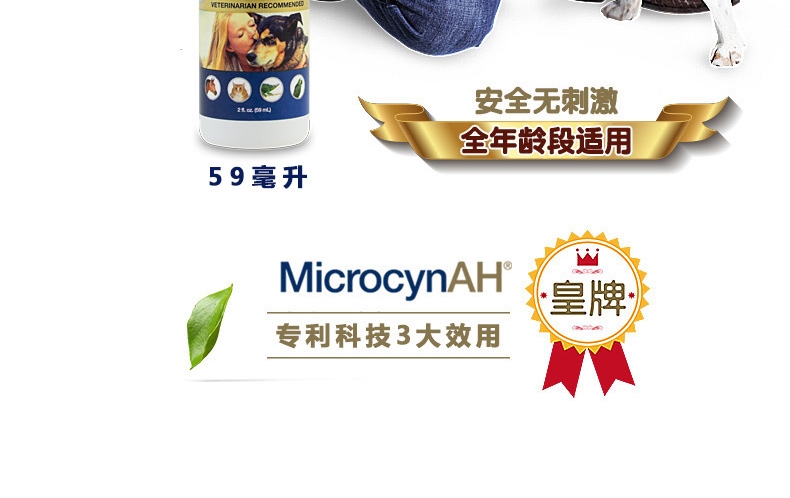 VETERINARIAN RECOMMENDED
2 fl. oz. (59 mL)
59毫升
安全无刺激
全年龄段适用
MicrocynAH®
专利科技3大效用
皇牌